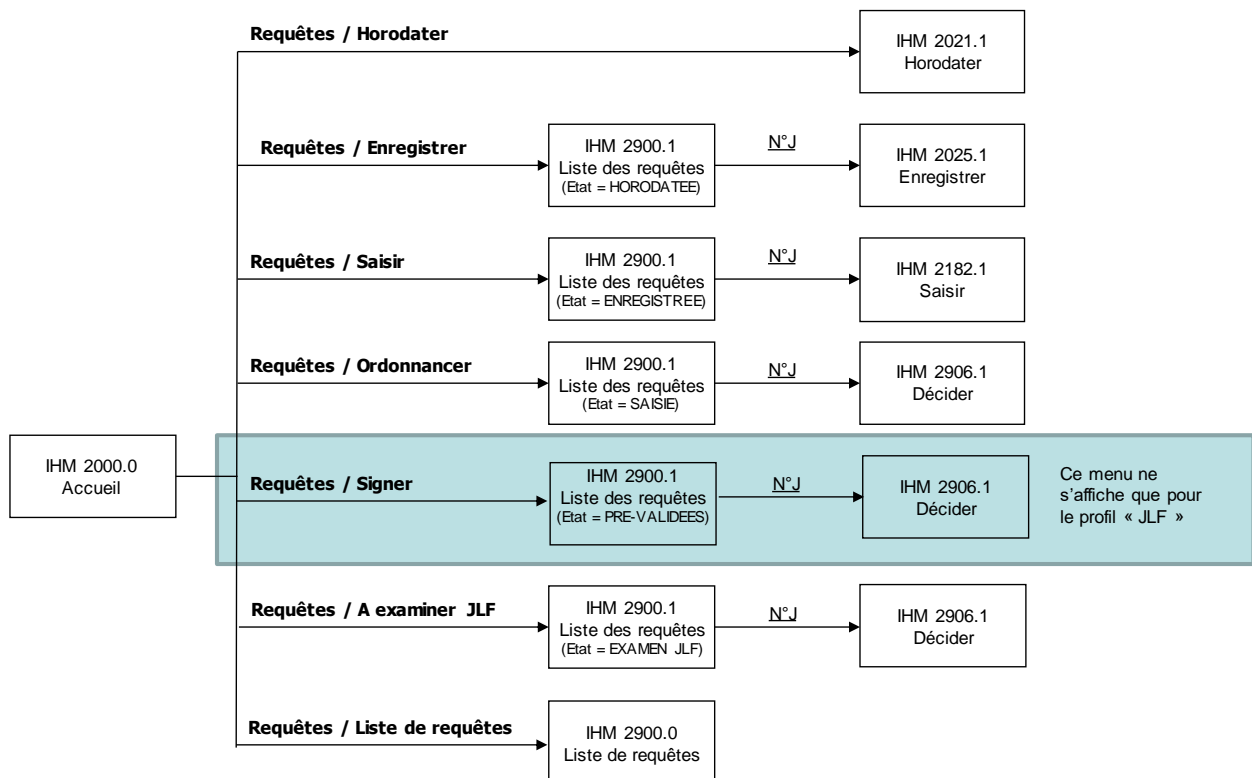 Requêtes / Horodater
IHM 2021.1
Horodater
Requêtes / Enregistrer
IHM 2900.1
Liste des requêtes
(Etat = HORODATEE)
N°J
IHM 2025.1
Enregistrer
Requêtes / Saisir
IHM 2900.1
Liste des requêtes
(Etat = ENREGISTREE)
N°J
IHM 2182.1
Saisir
Requêtes / Ordonnancer
IHM 2900.1
Liste des requêtes
(Etat = SAISIE)
N°J
IHM 2906.1
Décider
IHM 2000.0
Accueil
Requêtes / Signer
IHM 2900.1
Liste des requêtes
(Etat = PRE-VALIDEES)
N°J
IHM 2906.1
Décider
Ce menu ne
s'affiche que pour
le profil « JLF »
Requêtes / A examiner JLF
IHM 2900.1
Liste des requêtes
(Etat = EXAMEN JLF)
N°J
IHM 2906.1
Décider
Requêtes / Liste de requêtes
IHM 2900.0
Liste de requêtes